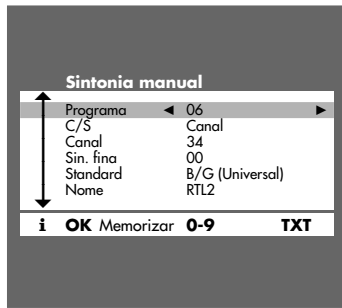 Sintonia manual
Programa ◄ 06 ►
C/S Canal
Canal 34
Sin. fina 00
Standard B/G (Universal)
Nome RTL2
i OK Memorizar 0-9 TXT